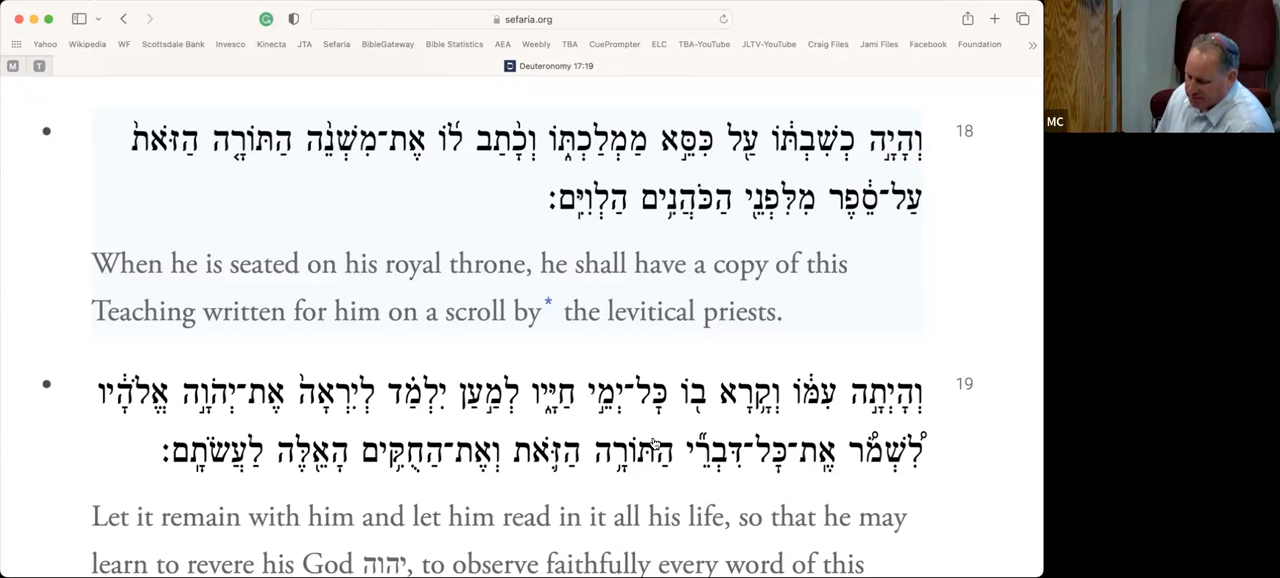 sefaria.org
Yahoo Wikipedia WF Scottsdale Bank Invesco Kinecta JTA Sefaria BibleGateway Bible Statistics AEA Weebly TBA CuePrompter ELC TBA-YouTube JLTV-YouTube Craig Files Jami Files Facebook Foundation
M T Deuteronomy 17:19
MC
18
וְהָיָ֣ה כְשִׁבְתּ֔וֹ עַ֖ל כִּסֵּ֣א מַמְלַכְתּ֑וֹ וְכָ֨תַב ל֜וֹ אֶת־מִשְׁנֵ֨ה הַתּוֹרָ֤ה הַזֹּאת֙
עַל־סֵ֔פֶר מִלִּפְנֵ֖י הַכֹּהֲנִ֥ים הַלְוִיִּֽם׃
When he is seated on his royal throne, he shall have a copy of this
Teaching written for him on a scroll by* the levitical priests.
19
וְהָיְתָ֣ה עִמּ֔וֹ וְקָ֥רָא ב֖וֹ כׇּל־יְמֵ֣י חַיָּ֑יו לְמַ֣עַן יִלְמַ֗ד לְיִרְאָה֙ אֶת־יְהֹוָ֣ה אֱלֹהָ֔יו
לִ֠שְׁמֹ֠ר אֶֽת־כׇּל־דִּבְרֵ֞י הַתּוֹרָ֥ה הַזֹּ֛את וְאֶת־הַחֻקִּ֥ים הָאֵ֖לֶּה לַעֲשֹׂתָֽם׃
Let it remain with him and let him read in it all his life, so that he may
learn to revere his God יהוה, to observe faithfully every word of this